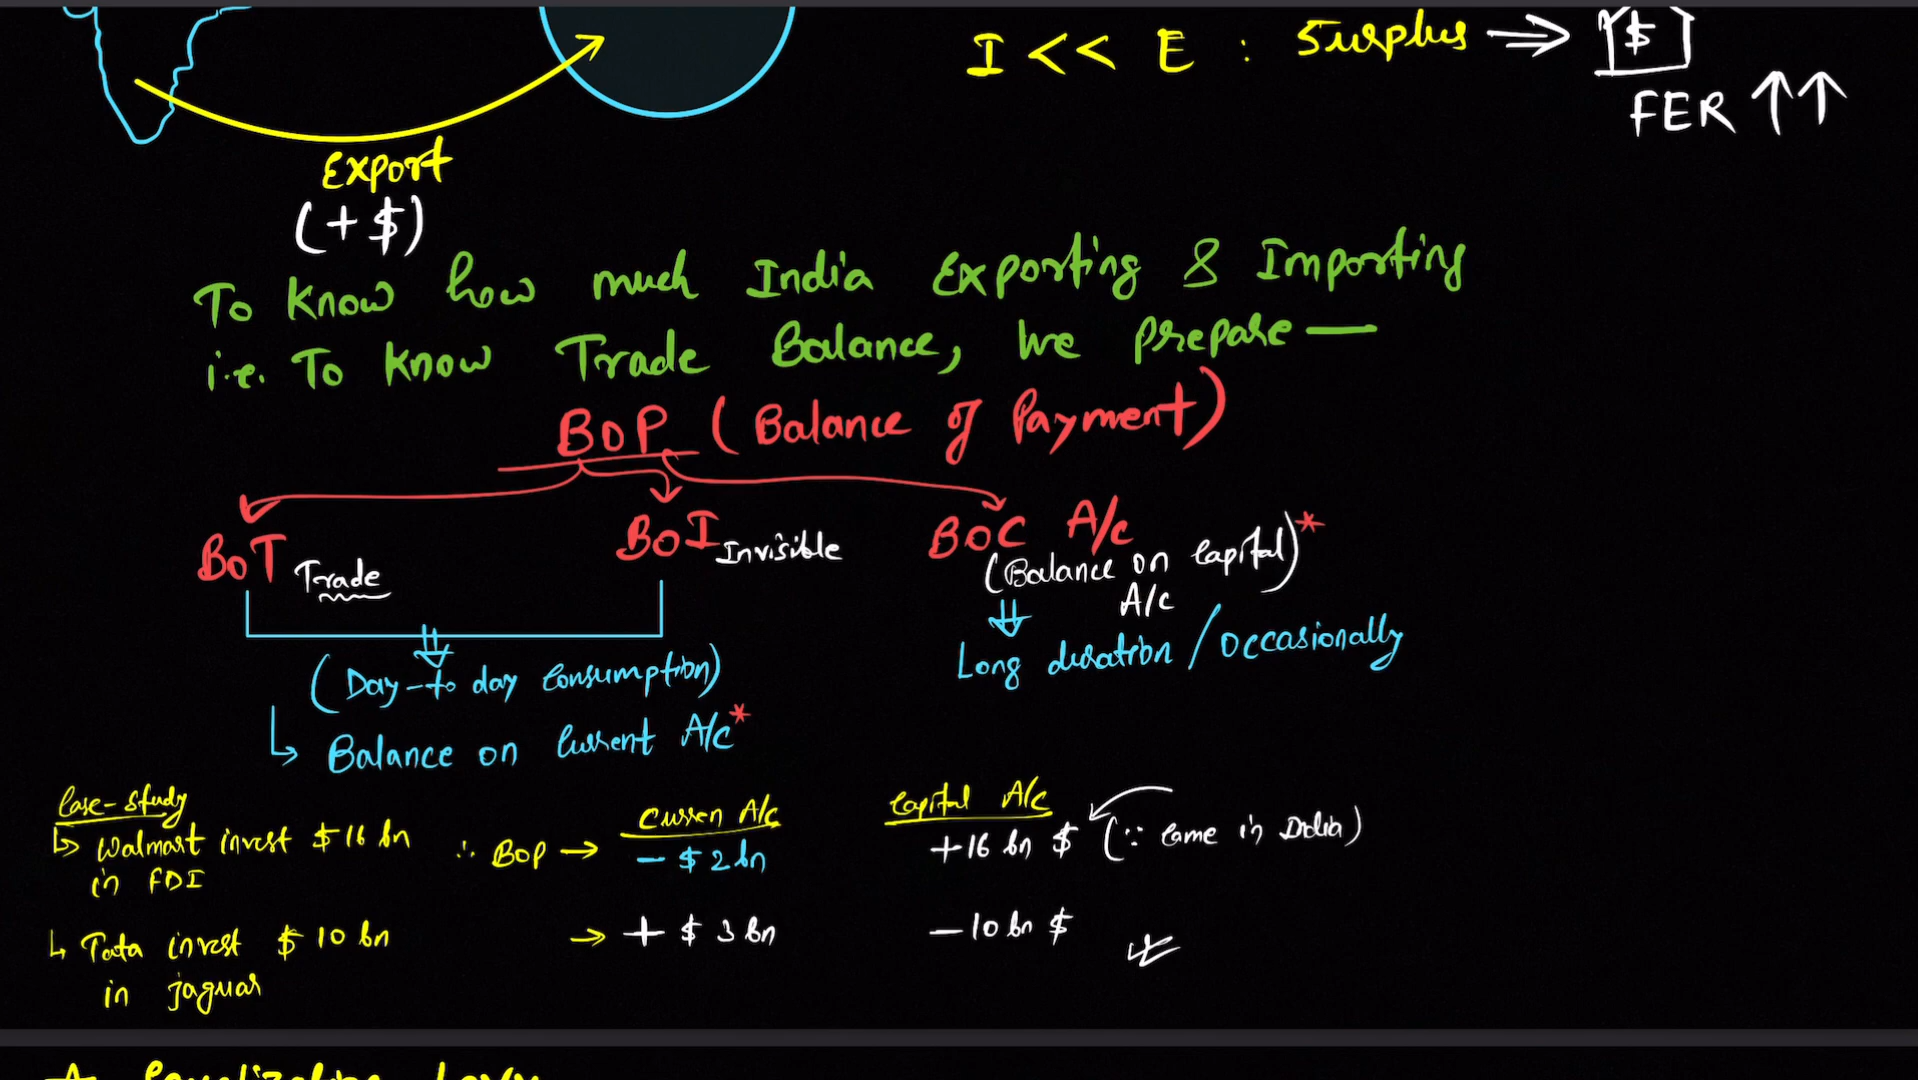 I << E : Surplus ⇒ $
FER ↑↑
Export
(+$)
To Know how much India Exporting & Importing
i.e. To Know Trade Balance, We prepare —
BOP (Balance of Payment)
BOT Trade
BOI Invisible
BOC A/c
(Balance on Capital)*
A/c
Long duration / Occasionally
(Day-to day Consumption)
Balance on Current A/c*
Case-Study
Walmart invest $16 bn
in FDI
∴ BOP →
Curren A/c
- $ 2 bn
Capital A/c
+16 bn $ (∵ Came in India)
Tata invest $ 10 bn
in jaguar
→ + $ 3 bn
-10 bn $